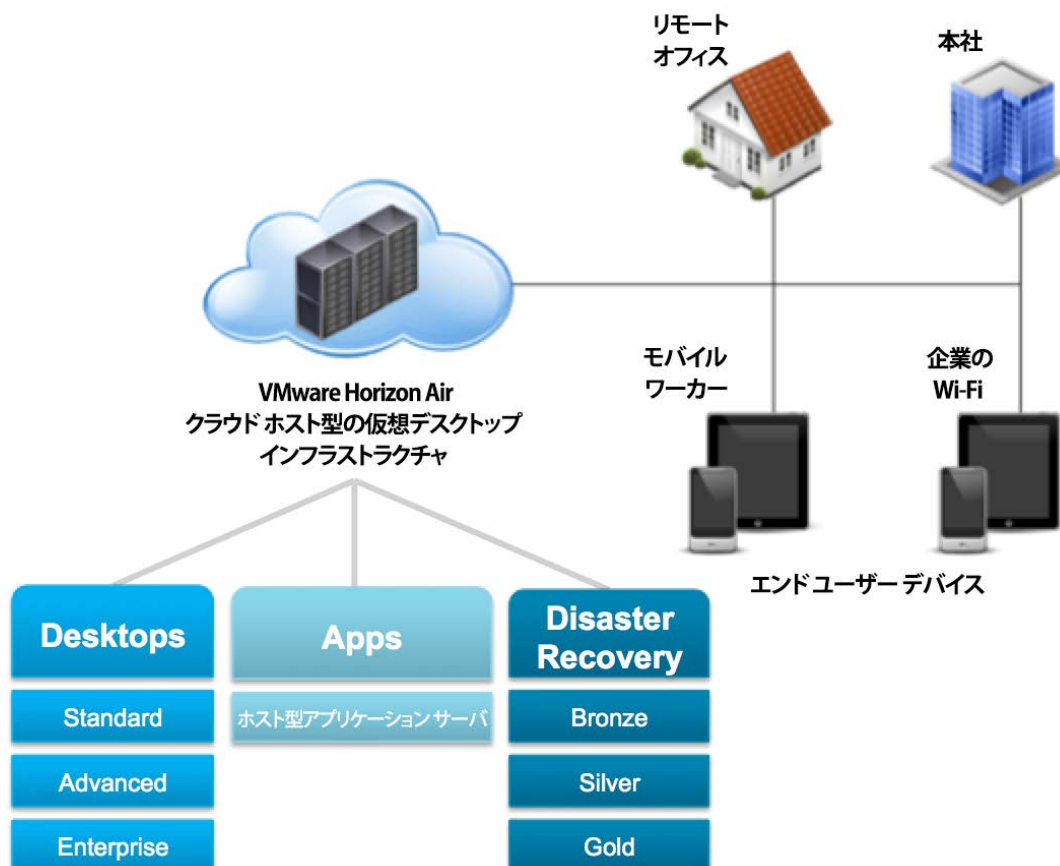 リモート
オフィス
本社
VMware Horizon Air
クラウド ホスト型の仮想デスクトップ
インフラストラクチャ
モバイル
ワーカー
企業の
Wi-Fi
エンド ユーザー デバイス
Desktops
Standard
Advanced
Enterprise
Apps
ホスト型アプリケーション サーバ
Disaster
Recovery
Bronze
Silver
Gold